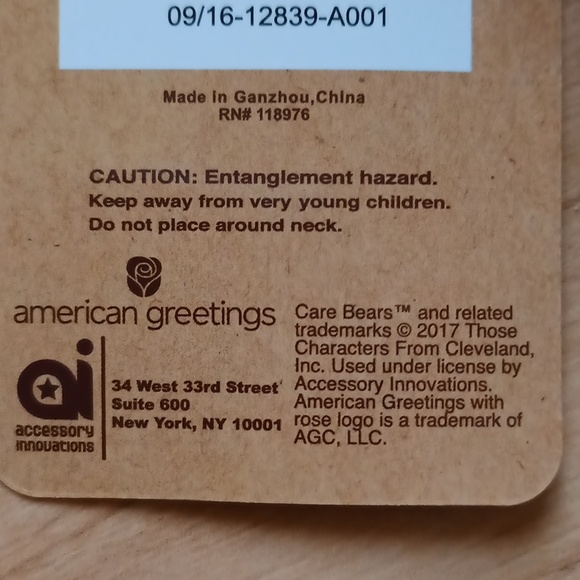 09/16-12839-A001
Made in Ganzhou,China
RN# 118976
CAUTION: Entanglement hazard.
Keep away from very young children.
Do not place around neck.
american greetings
ai
accessory
innovations
34 West 33rd Street
Suite 600
New York, NY 10001
Care Bears™ and related
trademarks © 2017 Those
Characters From Cleveland,
Inc. Used under license by
Accessory Innovations.
American Greetings with
rose logo is a trademark of
AGC, LLC.